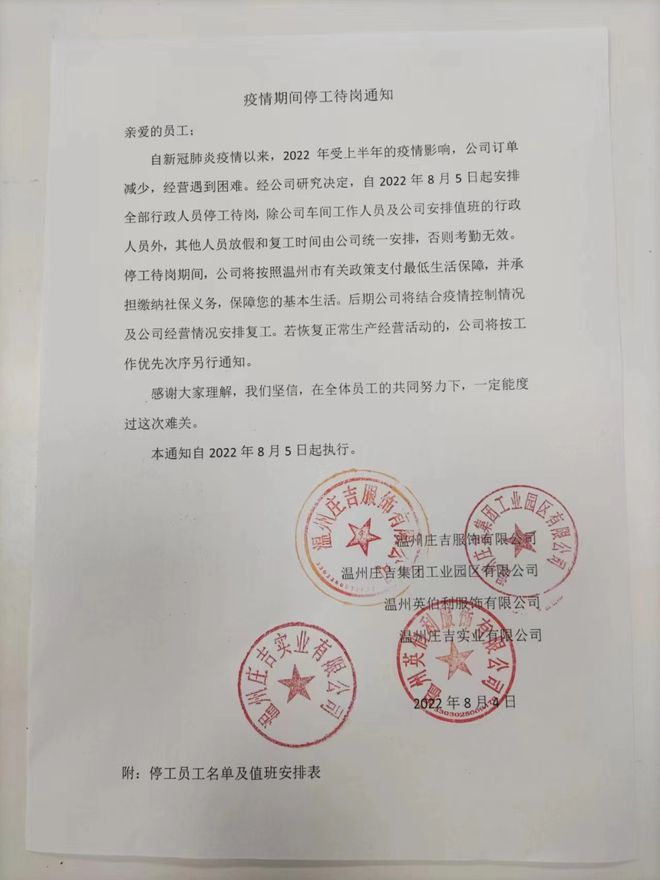 疫情期间停工待岗通知
亲爱的员工；
自新冠肺炎疫情以来，2022 年受上半年的疫情影响，公司订单
减少，经营遇到困难。经公司研究决定，自 2022 年 8 月 5 日起安排
全部行政人员停工待岗，除公司车间工作人员及公司安排值班的行政
人员外，其他人员放假和复工时间由公司统一安排，否则考勤无效。
停工待岗期间，公司将按照温州市有关政策支付最低生活保障，并承
担缴纳社保义务，保障您的基本生活。后期公司将结合疫情控制情况
及公司经营情况安排复工。若恢复正常生产经营活动的，公司将按工
作优先次序另行通知。
感谢大家理解，我们坚信，在全体员工的共同努力下，一定能度
过这次难关。
本通知自 2022 年 8 月 5 日起执行。
温州庄吉服饰有限公司
温州庄吉集团工业园区有限公司
温州英伯利服饰有限公司
温州庄吉实业有限公司
2022 年 8 月 4 日
温州庄吉服饰有限公司
温州庄吉集团工业园区有限公司
温州庄吉实业有限公司
温州英伯利服饰有限公司
附：停工员工名单及值班安排表